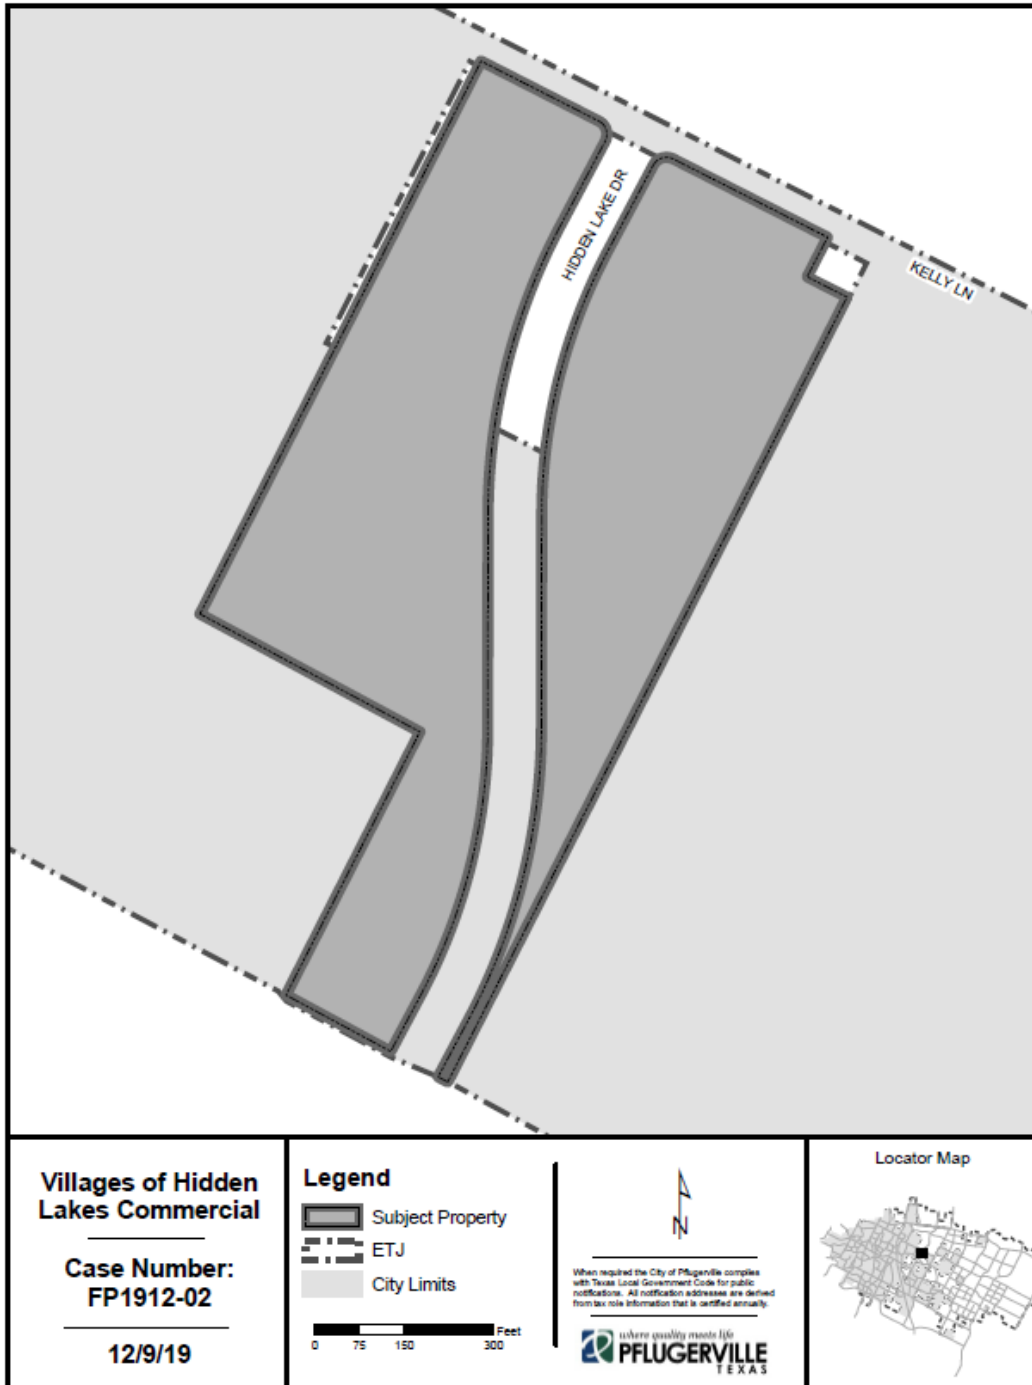 HIDDEN LAKE DR
KELLY LN
Villages of Hidden
Lakes Commercial
Case Number:
FP1912-02
12/9/19
Legend
Subject Property
ETJ
City Limits
0 75 150 300 Feet
N
When required the City of Pflugerville complies
with Texas Local Government Code for public
notifications. All notification addresses are derived
from tax role information that is certified annually.
where quality meets life
PFLUGERVILLE
TEXAS
Locator Map